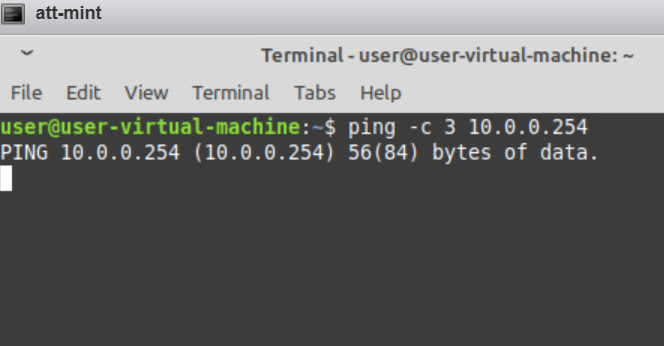 att-mint
Terminal - user@user-virtual-machine: ~
File Edit View Terminal Tabs Help
user@user-virtual-machine:~$ ping -c 3 10.0.0.254
PING 10.0.0.254 (10.0.0.254) 56(84) bytes of data.